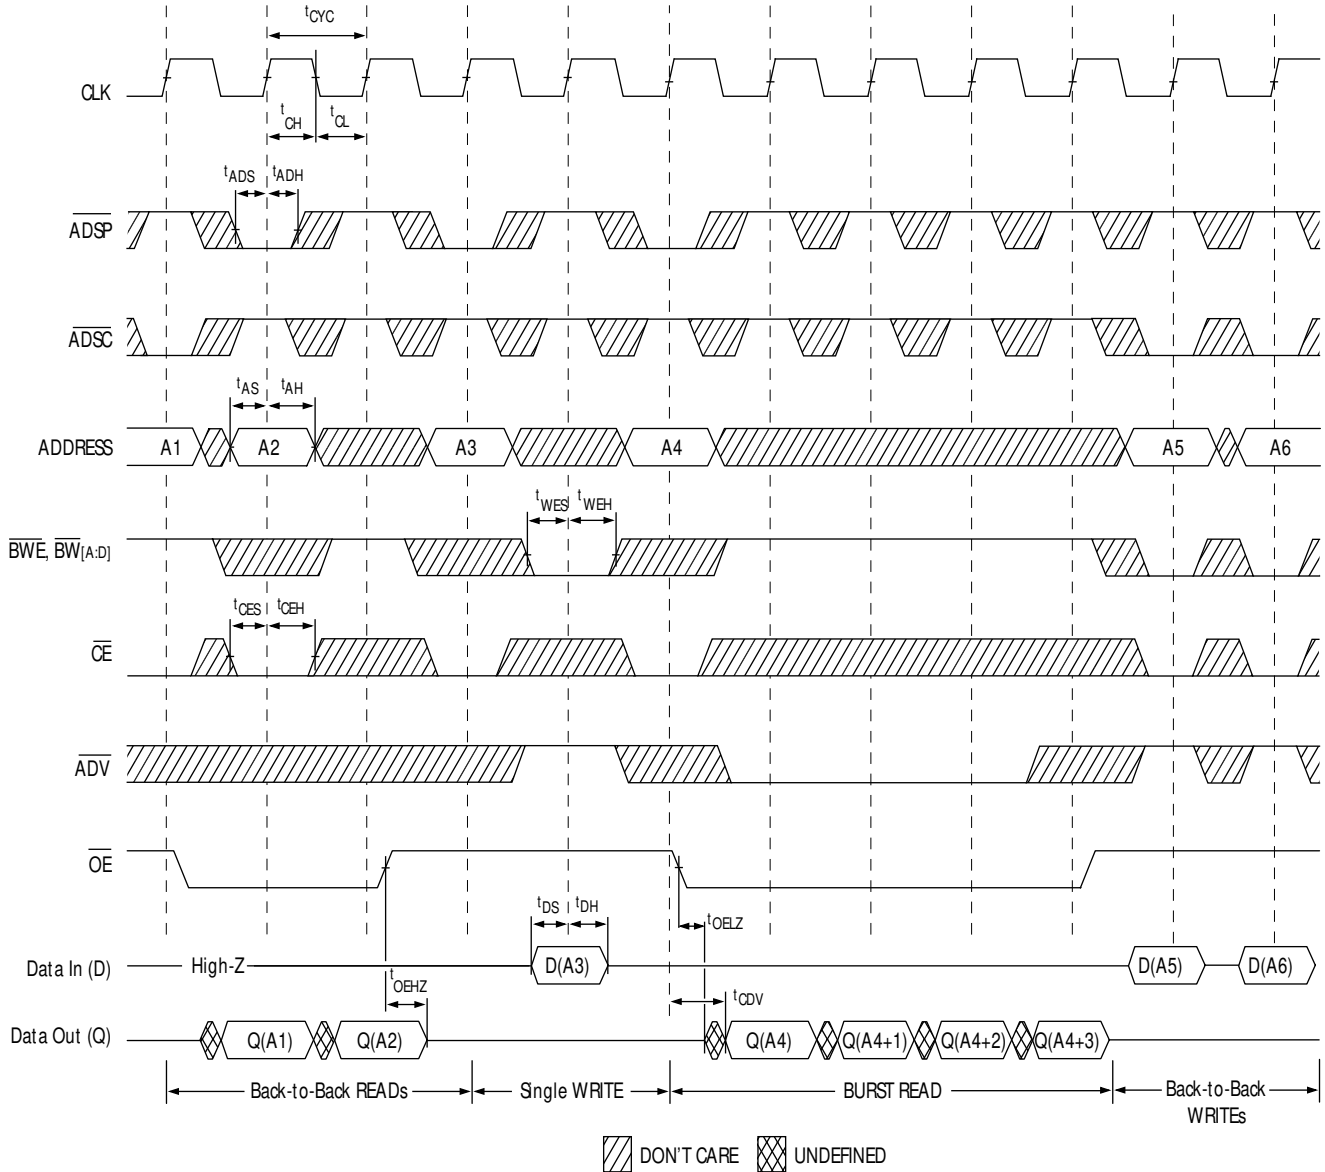 tCYC
CLK
tCH
tCL
tADS
tADH
ADSP
ADSC
tAS
tAH
ADDRESS
A1
A2
A3
A4
A5
A6
tWES
tWEH
BWE, BW[A:D]
tCES
tCEH
CE
ADV
OE
tDS
tDH
tOELZ
Data In (D)
High-Z
D(A3)
D(A5)
D(A6)
tOEHZ
tCDV
Data Out (Q)
Q(A1)
Q(A2)
Q(A4)
Q(A4+1)
Q(A4+2)
Q(A4+3)
Back-to-Back READs
Single WRITE
BURST READ
Back-to-Back
WRITEs
DON'T CARE
UNDEFINED